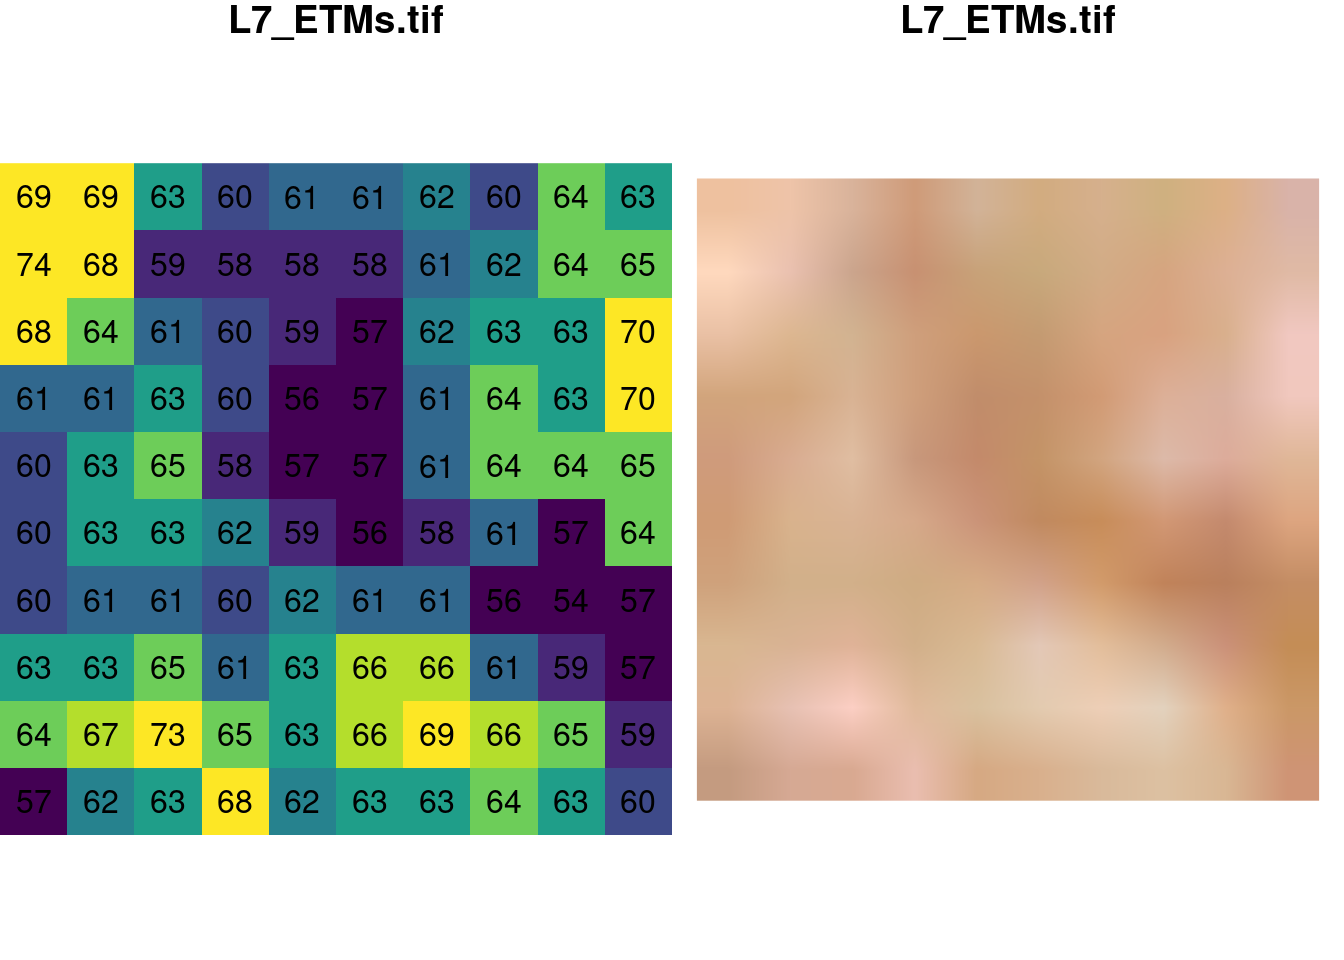 L7_ETMs.tif L7_ETMs.tif
69 69 63 60 61 61 62 60 64 63
74 68 59 58 58 58 61 62 64 65
68 64 61 60 59 57 62 63 63 70
61 61 63 60 56 57 61 64 63 70
60 63 65 58 57 57 61 64 64 65
60 63 63 62 59 56 58 61 57 64
60 61 61 60 62 61 61 56 54 57
63 63 65 61 63 66 66 61 59 57
64 67 73 65 63 66 69 66 65 59
57 62 63 68 62 63 63 64 63 60